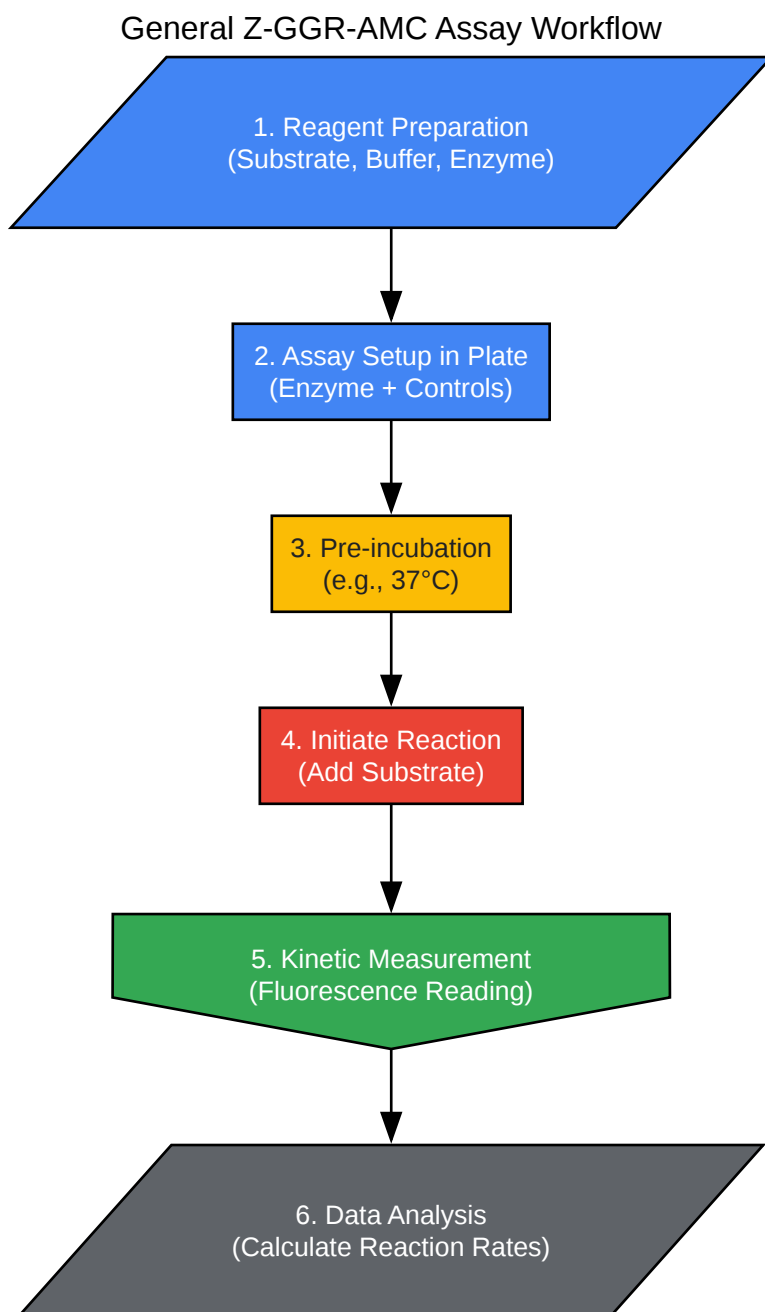 General Z-GGR-AMC Assay Workflow
1. Reagent Preparation
(Substrate, Buffer, Enzyme)
2. Assay Setup in Plate
(Enzyme + Controls)
3. Pre-incubation
(e.g., 37°C)
4. Initiate Reaction
(Add Substrate)
5. Kinetic Measurement
(Fluorescence Reading)
6. Data Analysis
(Calculate Reaction Rates)